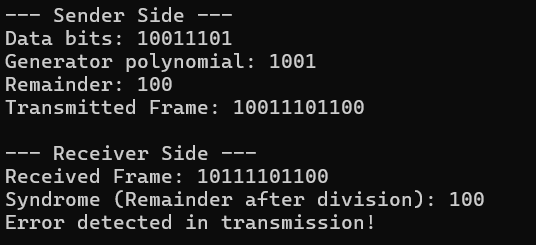 --- Sender Side ---
Data bits: 10011101
Generator polynomial: 1001
Remainder: 100
Transmitted Frame: 10011101100

--- Receiver Side ---
Received Frame: 10111101100
Syndrome (Remainder after division): 100
Error detected in transmission!